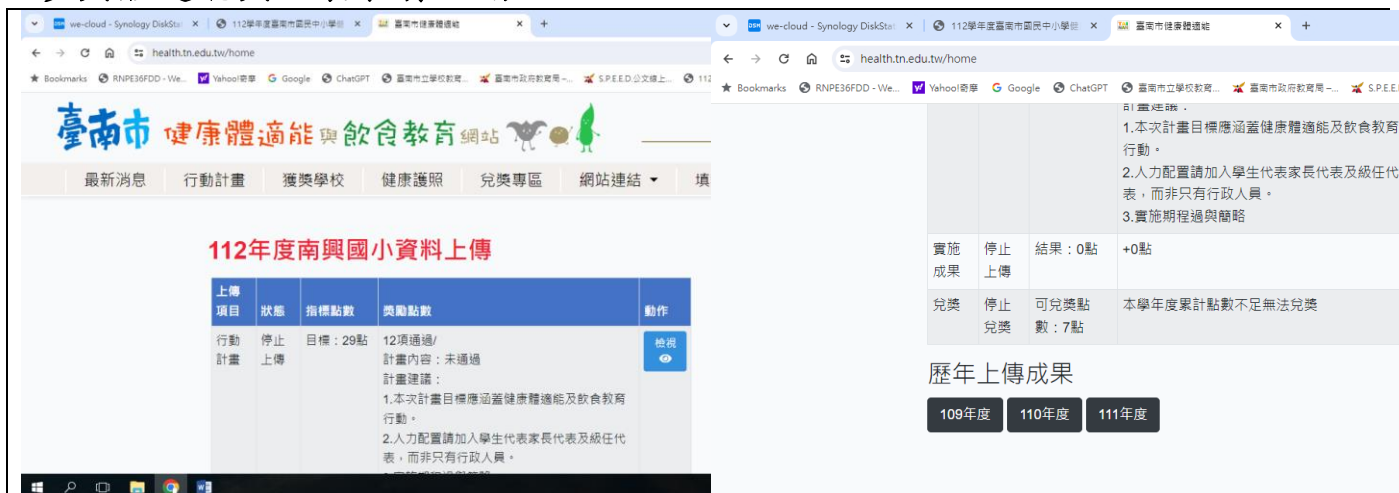 we-cloud - Synology DiskStat
112學年度臺南市國民中小學個
臺南市健康體適能
health.tn.edu.tw/home
Bookmarks RNPE36FDD - We... Yahoo!奇摩 Google ChatGPT 臺南市立學校教育... 臺南市政府教育局 –... S.P.E.E.D.公文線上... 112
臺南市 健康體適能與飲食教育網站
最新消息 行動計畫 獲獎學校 健康護照 兌獎專區 網站連結 填
112年度南興國小資料上傳
上傳項目 狀態 指標點數 獎勵點數 動作
行動計畫 停止上傳 目標：29點 12項通過/ 檢視
計畫內容：未通過
計畫建議：
1.本次計畫目標應涵蓋健康體適能及飲食教育
行動。
2.人力配置請加入學生代表家長代表及級任代
表，而非只有行政人員。
we-cloud - Synology DiskStat
112學年度臺南市國民中小學個
臺南市健康體適能
health.tn.edu.tw/home
Bookmarks RNPE36FDD - We... Yahoo!奇摩 Google ChatGPT 臺南市立學校教育... 臺南市政府教育局 –... S.P.E.E.
計畫建議：
1.本次計畫目標應涵蓋健康體適能及飲食教育
行動。
2.人力配置請加入學生代表家長代表及級任代
表，而非只有行政人員。
3.實施期程過與簡略
實施成果 停止上傳 結果：0點 +0點
兌獎 停止兌獎 可兌獎點數：7點 本學年度累計點數不足無法兌獎
歷年上傳成果
109年度 110年度 111年度